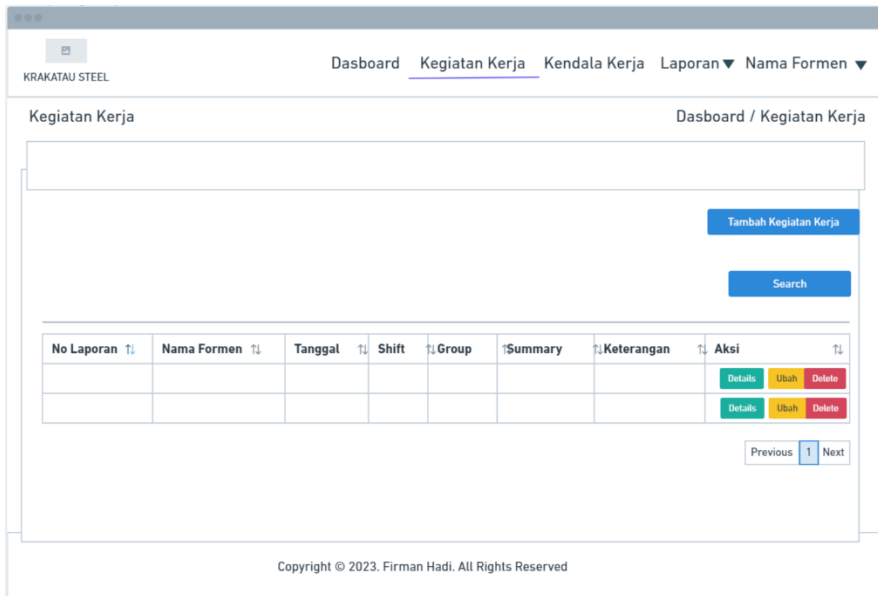 KRAKATAU STEEL
Dasboard Kegiatan Kerja Kendala Kerja Laporan Nama Formen
Kegiatan Kerja
Dasboard / Kegiatan Kerja
Tambah Kegiatan Kerja
Search
No Laporan Nama Formen Tanggal Shift Group Summary Keterangan Aksi
Details Ubah Delete
Details Ubah Delete
Previous 1 Next
Copyright © 2023. Firman Hadi. All Rights Reserved